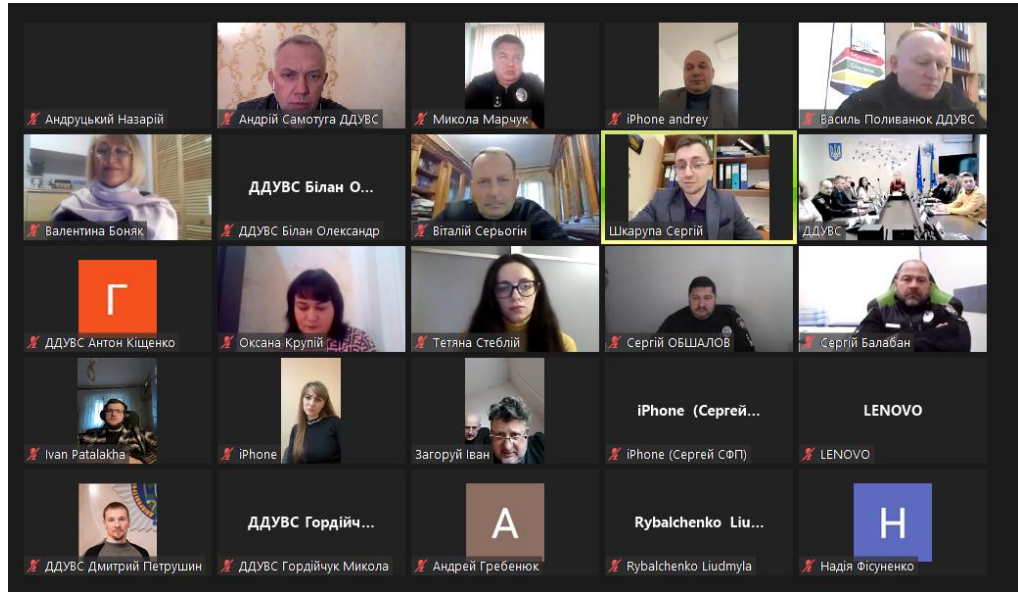 Андруцький Назарій
Андрій Самотуга ДДУВС
Микола Марчук
iPhone andrey
Василь Поливанюк ДДУВС
Валентина Боняк
ДДУВС Білан О...
ДДУВС Білан Олександр
Віталій Серьогін
Шкарупа Сергій
ДДУВС
Г
ДДУВС Антон Кіщенко
Оксана Крупій
Тетяна Стеблій
Сергій ОБШАЛОВ
Сергій Балабан
Ivan Patalakha
iPhone
Загоруй Іван
iPhone (Сергей...
iPhone (Сергей СФП)
LENOVO
LENOVO
ДДУВС Дмитрий Петрушин
ДДУВС Гордійч...
ДДУВС Гордійчук Микола
А
Андрей Гребенюк
Rybalchenko Liu...
Rybalchenko Liudmyla
Н
Надія Фісуненко